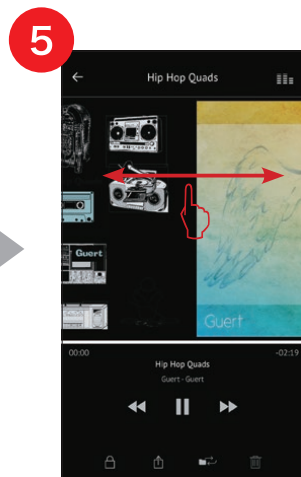 5
Hip Hop Quads
Guert
Guert
00:00
-02:19
Hip Hop Quads
Guert - Guert